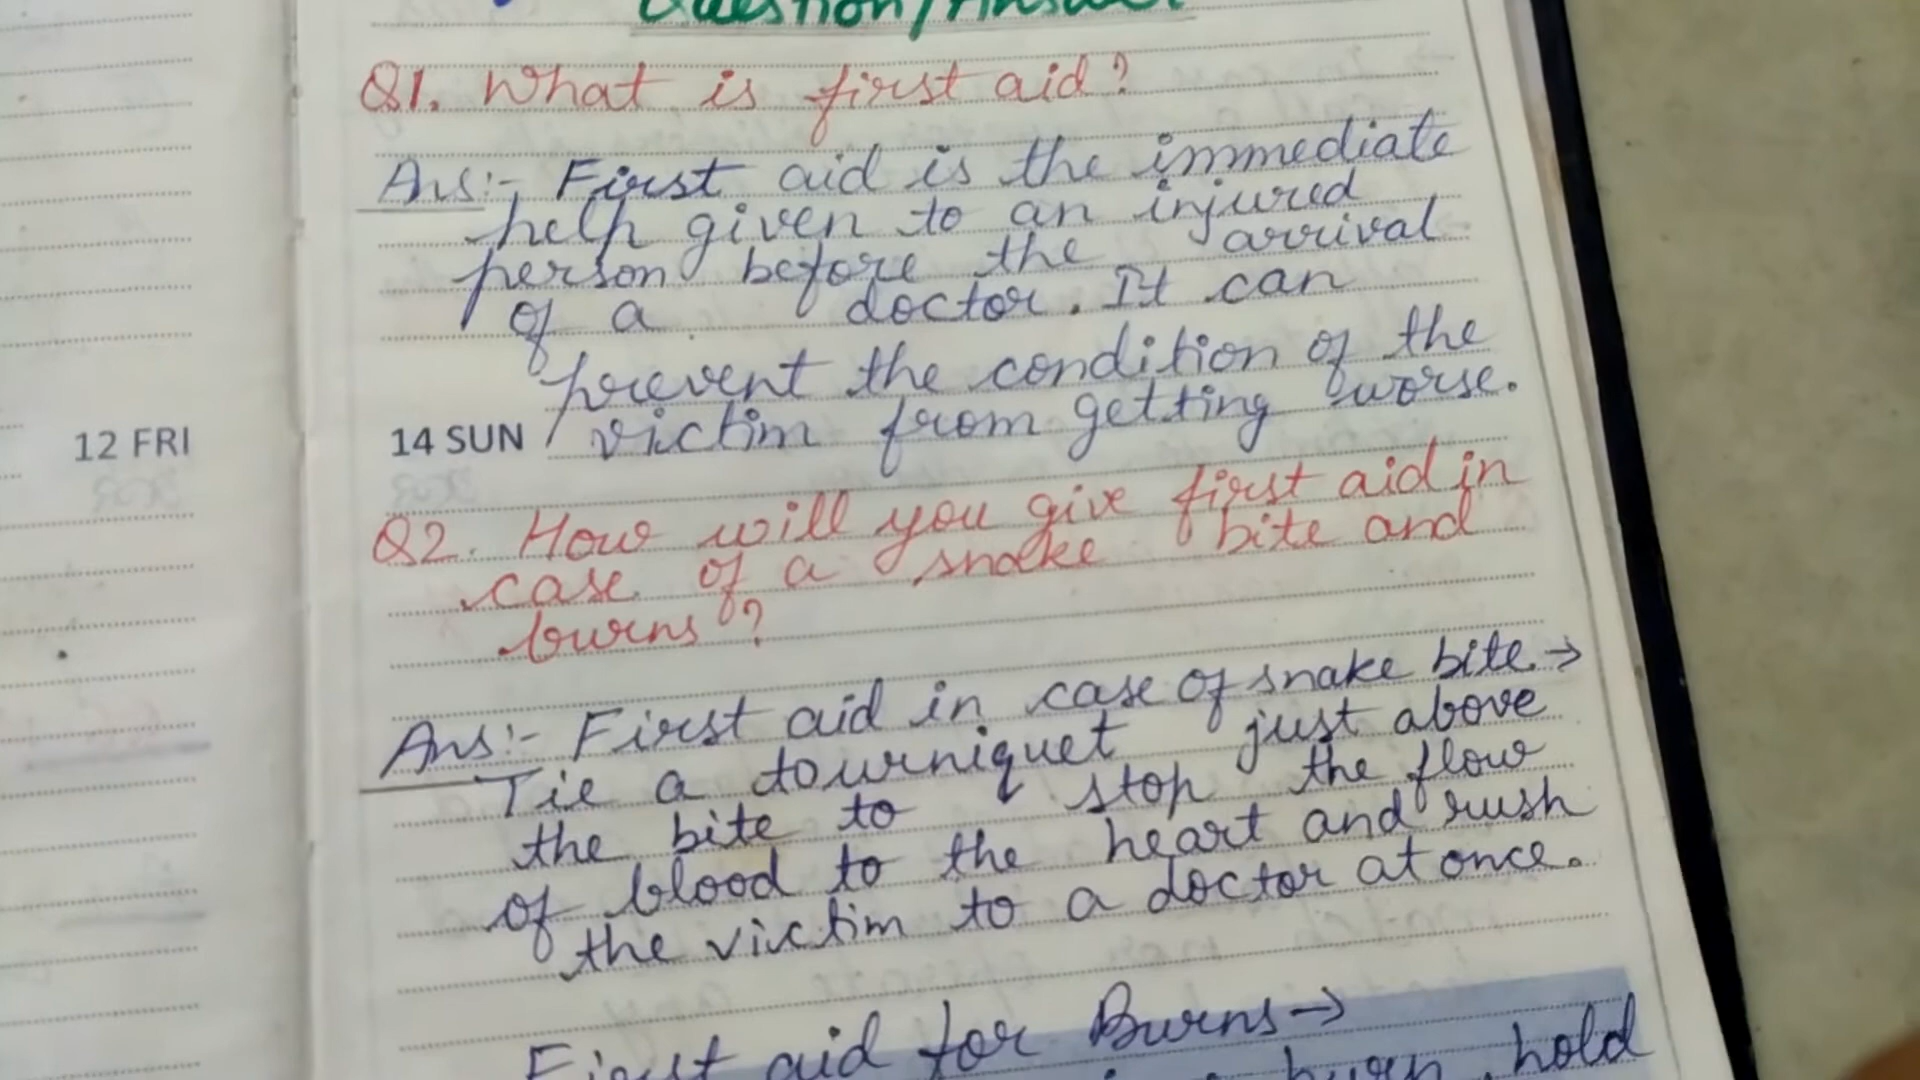 Question/Answer
Q1. What is first aid?
Ans:- First aid is the immediate
help given to an injured
person before the arrival
of a doctor. It can
prevent the condition of the
12 FRI
14 SUN victim from getting worse.
Q2. How will you give first aid in
case of a snake bite and
burns?
Ans:- First aid in case of snake bite →
Tie a tourniquet just above
the bite to stop the flow
of blood to the heart and rush
the victim to a doctor at once.
First aid for Burns →
burn, hold